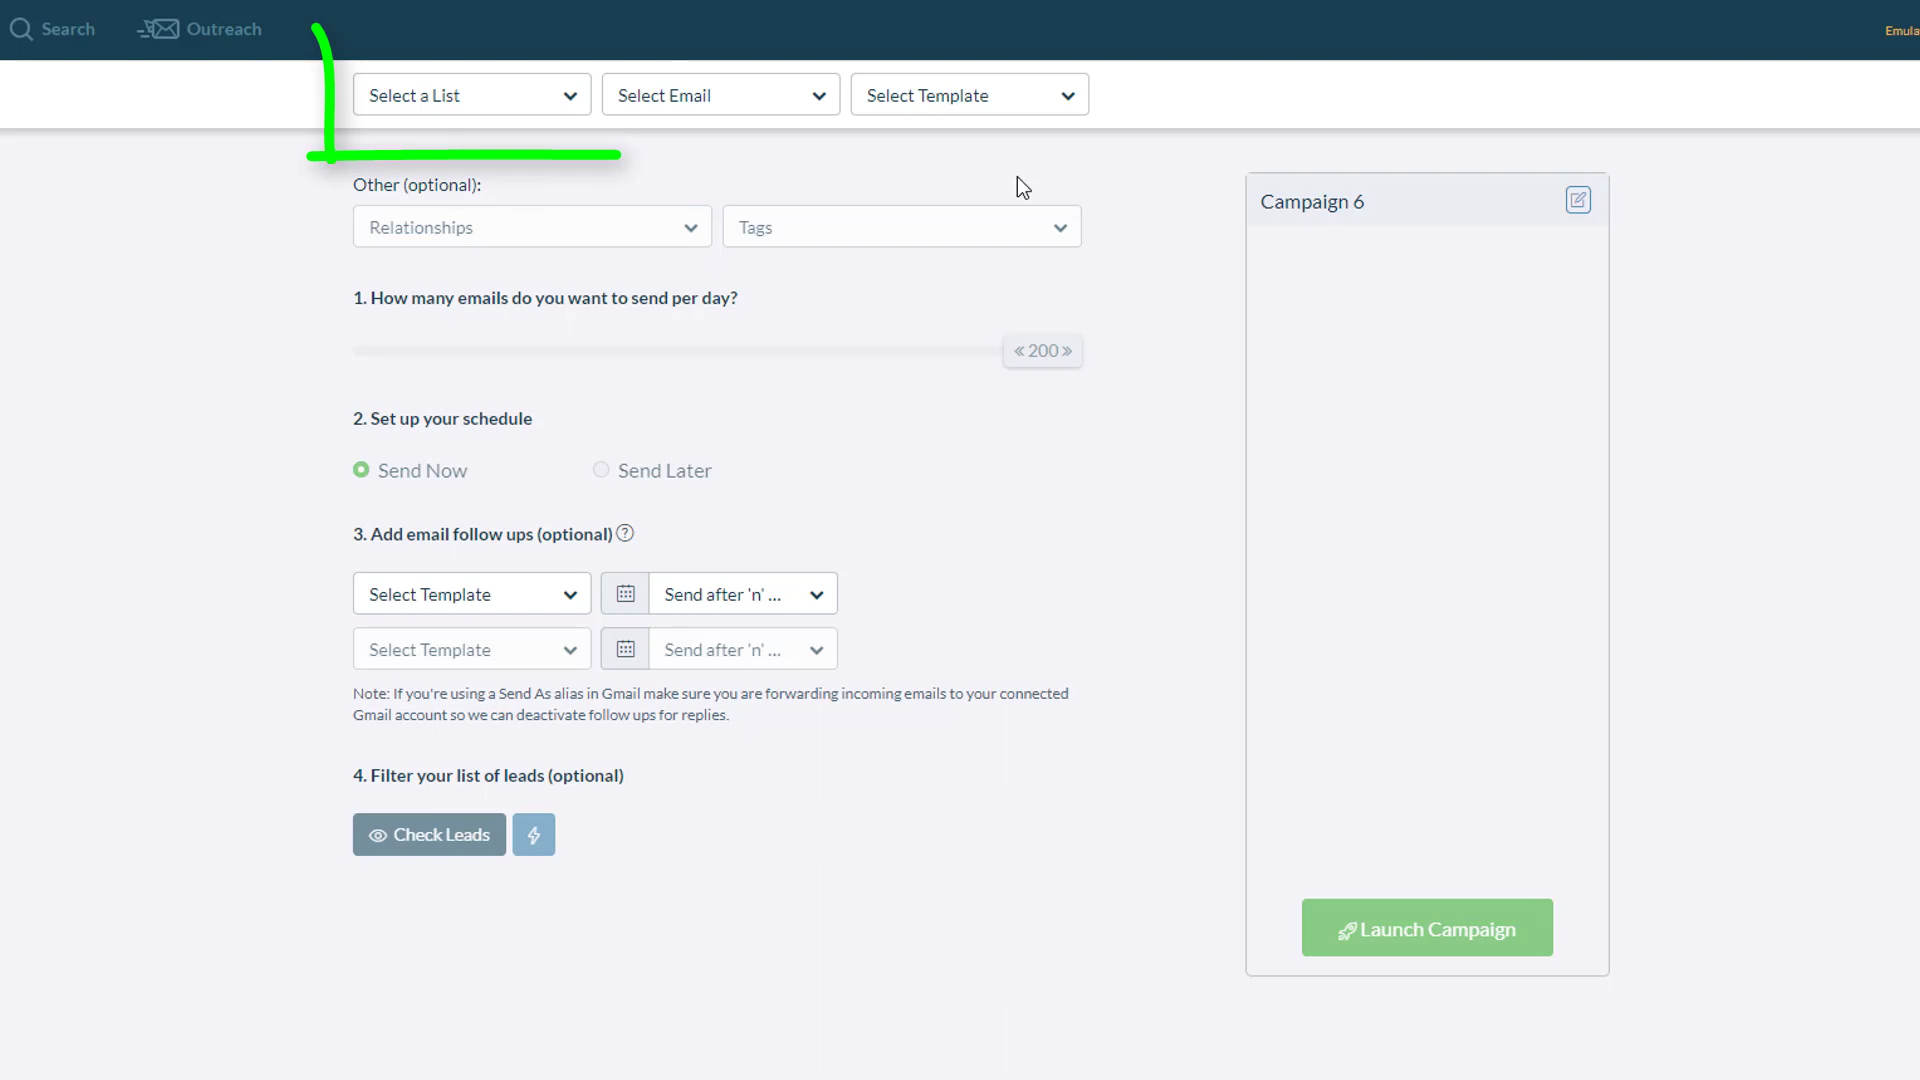 Search
Outreach
Emula
Select a List
Select Email
Select Template
Other (optional):
Relationships
Tags
Campaign 6
1. How many emails do you want to send per day?
« 200 »
2. Set up your schedule
Send Now
Send Later
3. Add email follow ups (optional) ?
Select Template
Send after 'n' ...
Select Template
Send after 'n' ...
Note: If you're using a Send As alias in Gmail make sure you are forwarding incoming emails to your connected
Gmail account so we can deactivate follow ups for replies.
4. Filter your list of leads (optional)
Check Leads
Launch Campaign